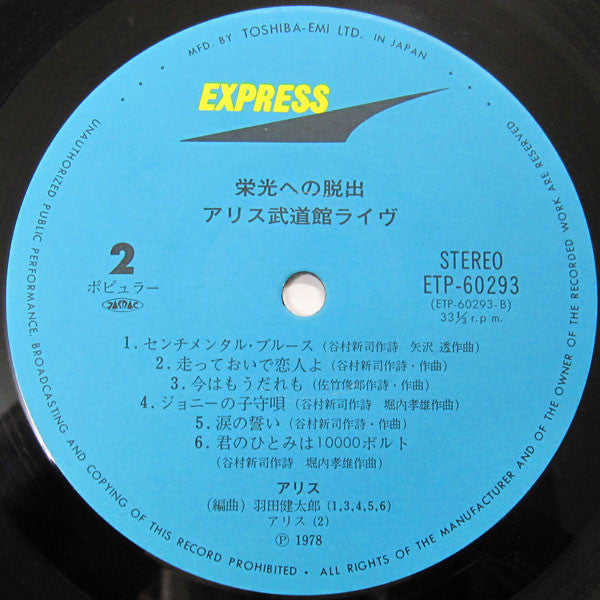 MFD. BY TOSHIBA-EMI LTD. IN JAPAN
EXPRESS
栄光への脱出
アリス武道館ライヴ
2
ポピュラー
JASRAC
STEREO
ETP-60293
(ETP-60293-B)
33⅓ r.p.m.
1. センチメンタル・ブルース (谷村新司作詩 矢沢 透作曲)
2. 走っておいで恋人よ (谷村新司作詩・作曲)
3. 今はもうだれも (佐竹俊郎作詩・作曲)
4. ジョニーの子守唄 (谷村新司作詩 堀内孝雄作曲)
5. 涙の誓い (谷村新司作詩・作曲)
6. 君のひとみは10000ボルト
(谷村新司作詩 堀内孝雄作曲)
アリス
(編曲) 羽田健太郎 (1,3,4,5,6)
アリス (2)
Ⓟ 1978
UNAUTHORIZED PUBLIC PERFORMANCE, BROADCASTING AND COPYING OF THIS RECORD PROHIBITED • ALL RIGHTS OF THE MANUFACTURER AND OF THE OWNER OF THE RECORDED WORK ARE RESERVED